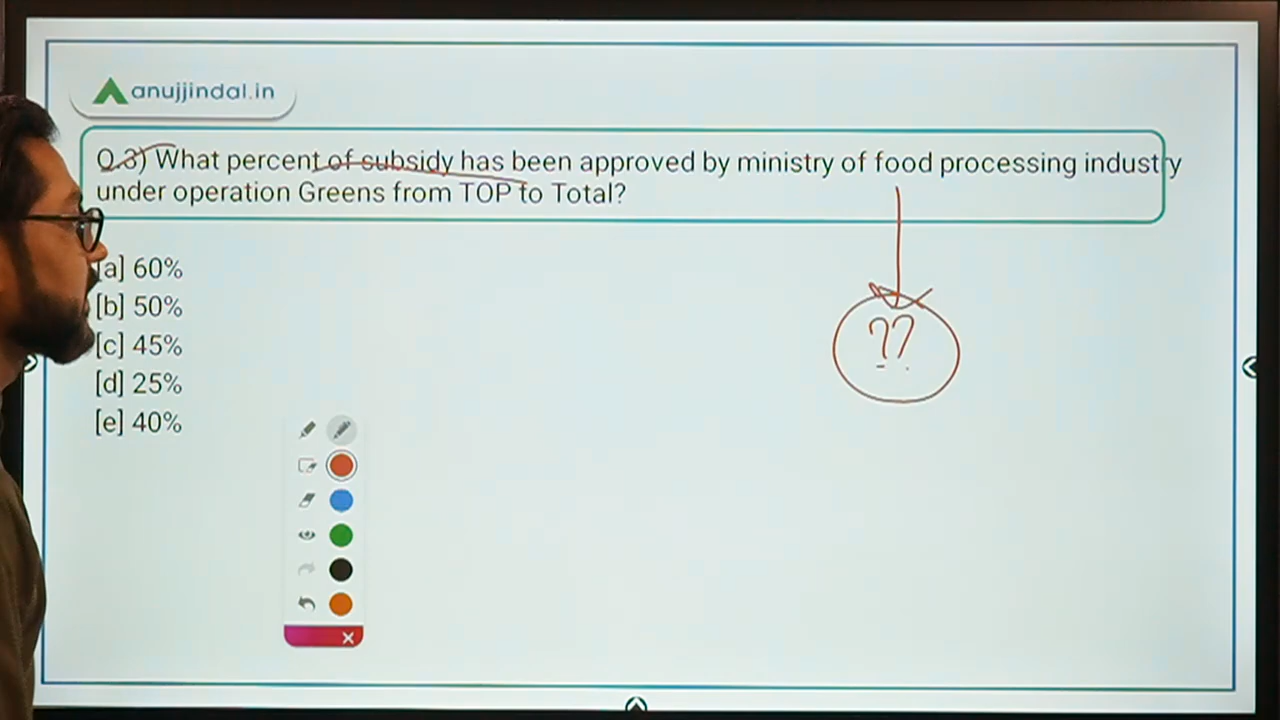 anujjindal.in
Q.3) What percent of subsidy has been approved by ministry of food processing industry
under operation Greens from TOP to Total?
[a] 60%
[b] 50%
[c] 45%
[d] 25%
[e] 40%
??